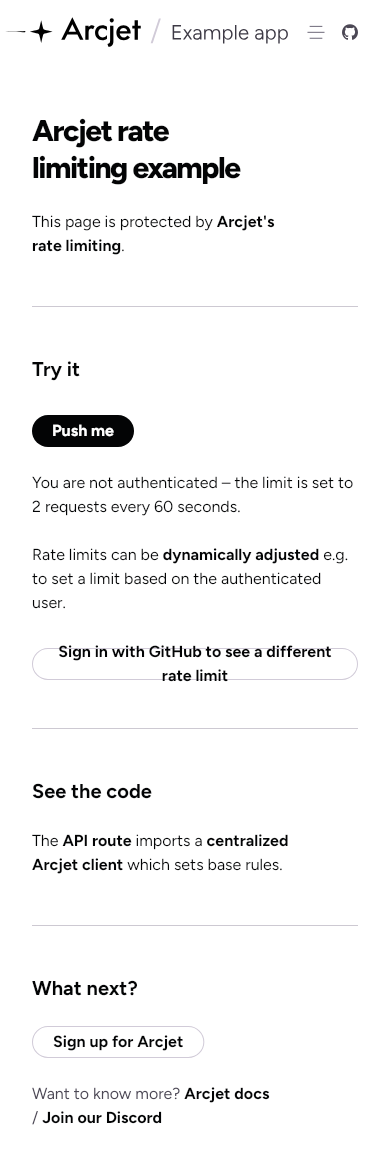 Arcjet / Example app
Arcjet rate
limiting example
This page is protected by Arcjet's
rate limiting.
Try it
Push me
You are not authenticated – the limit is set to
2 requests every 60 seconds.
Rate limits can be dynamically adjusted e.g.
to set a limit based on the authenticated
user.
Sign in with GitHub to see a different
rate limit
See the code
The API route imports a centralized
Arcjet client which sets base rules.
What next?
Sign up for Arcjet
Want to know more? Arcjet docs
/ Join our Discord